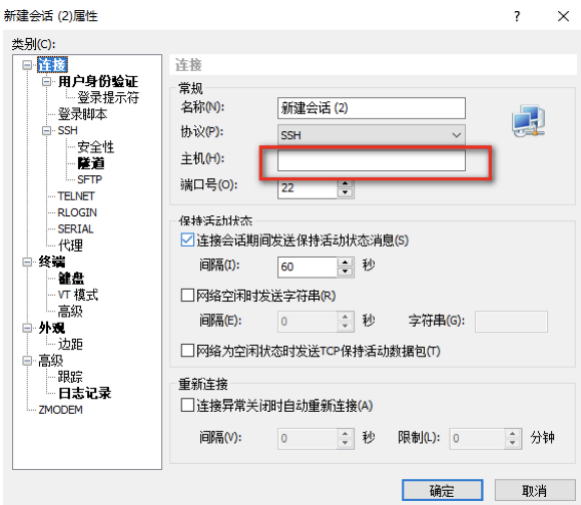 新建会话 (2)属性
类别(C):
连接
用户身份验证
登录提示符
登录脚本
SSH
安全性
隧道
SFTP
TELNET
RLOGIN
SERIAL
代理
终端
键盘
VT 模式
高级
外观
边距
高级
跟踪
日志记录
ZMODEM
连接
常规
名称(N): 新建会话 (2)
协议(P): SSH
主机(H):
端口号(O): 22
保持活动状态
连接会话期间发送保持活动状态消息(S)
间隔(I): 60 秒
网络空闲时发送字符串(R)
间隔(E): 0 秒 字符串(G):
网络为空闲状态时发送TCP保持活动数据包(T)
重新连接
连接异常关闭时自动重新连接(A)
间隔(V): 0 秒 限制(L): 0 分钟
确定 取消